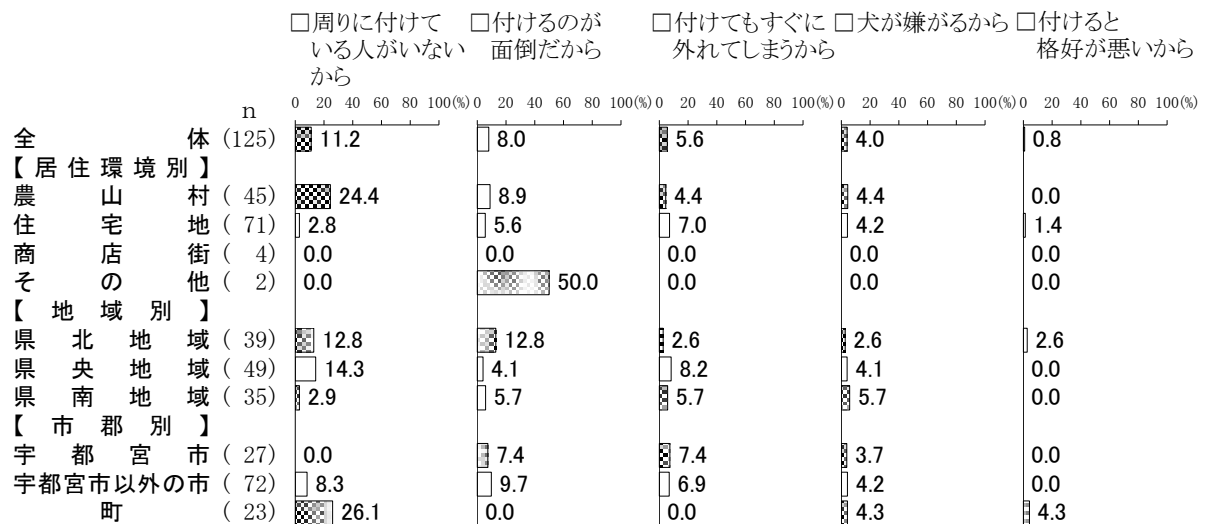 □周りに付けて □付けるのが □付けてもすぐに □犬が嫌がるから □付けると
いる人がいない 面倒だから 外れてしまうから 格好が悪いから
から
n 0 20 40 60 80 100(%) 0 20 40 60 80 100(%) 0 20 40 60 80 100(%) 0 20 40 60 80 100(%) 0 20 40 60 80 100(%)
全体 (125) 11.2 8.0 5.6 4.0 0.8
【居住環境別】
農山村 ( 45) 24.4 8.9 4.4 4.4 0.0
住宅地 ( 71) 2.8 5.6 7.0 4.2 1.4
商店街 ( 4) 0.0 0.0 0.0 0.0 0.0
その他 ( 2) 0.0 50.0 0.0 0.0 0.0
【地域別】
県北地域 ( 39) 12.8 12.8 2.6 2.6 2.6
県央地域 ( 49) 14.3 4.1 8.2 4.1 0.0
県南地域 ( 35) 2.9 5.7 5.7 5.7 0.0
【市郡別】
宇都宮市 ( 27) 0.0 7.4 7.4 3.7 0.0
宇都宮市以外の市 ( 72) 8.3 9.7 6.9 4.2 0.0
町 ( 23) 26.1 0.0 0.0 4.3 4.3